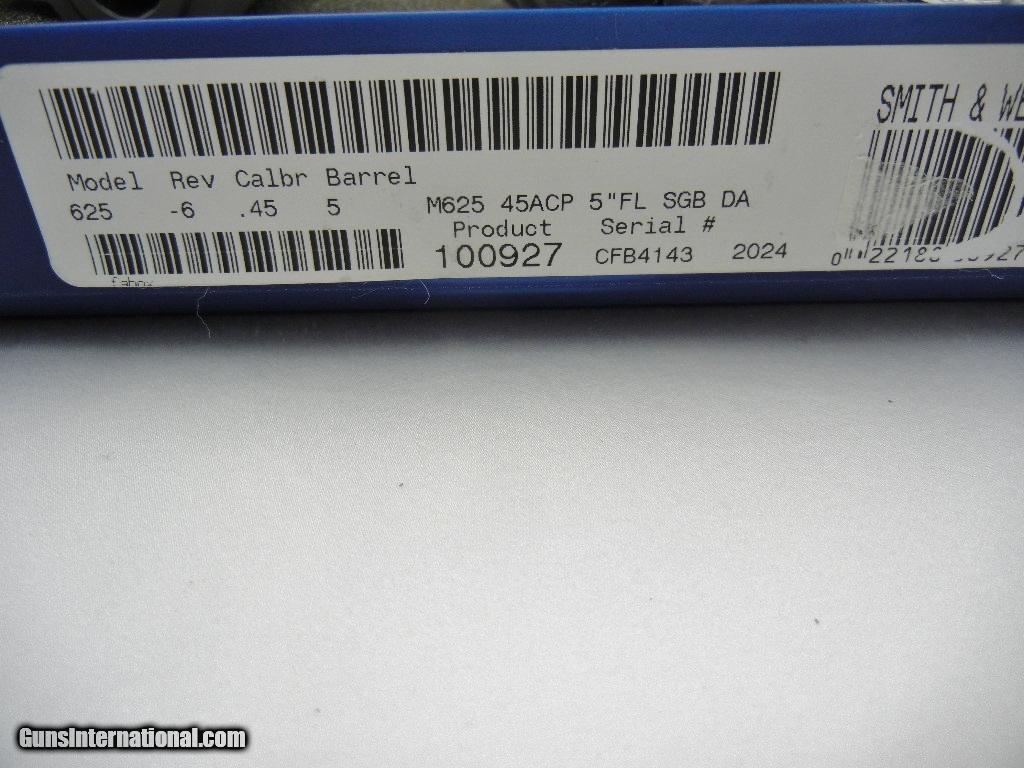 SMITH & WE
Model Rev Calbr Barrel
625 -6 .45 5 M625 45ACP 5"FL SGB DA
Product Serial #
100927 CFB4143 2024
GunsInternational.com